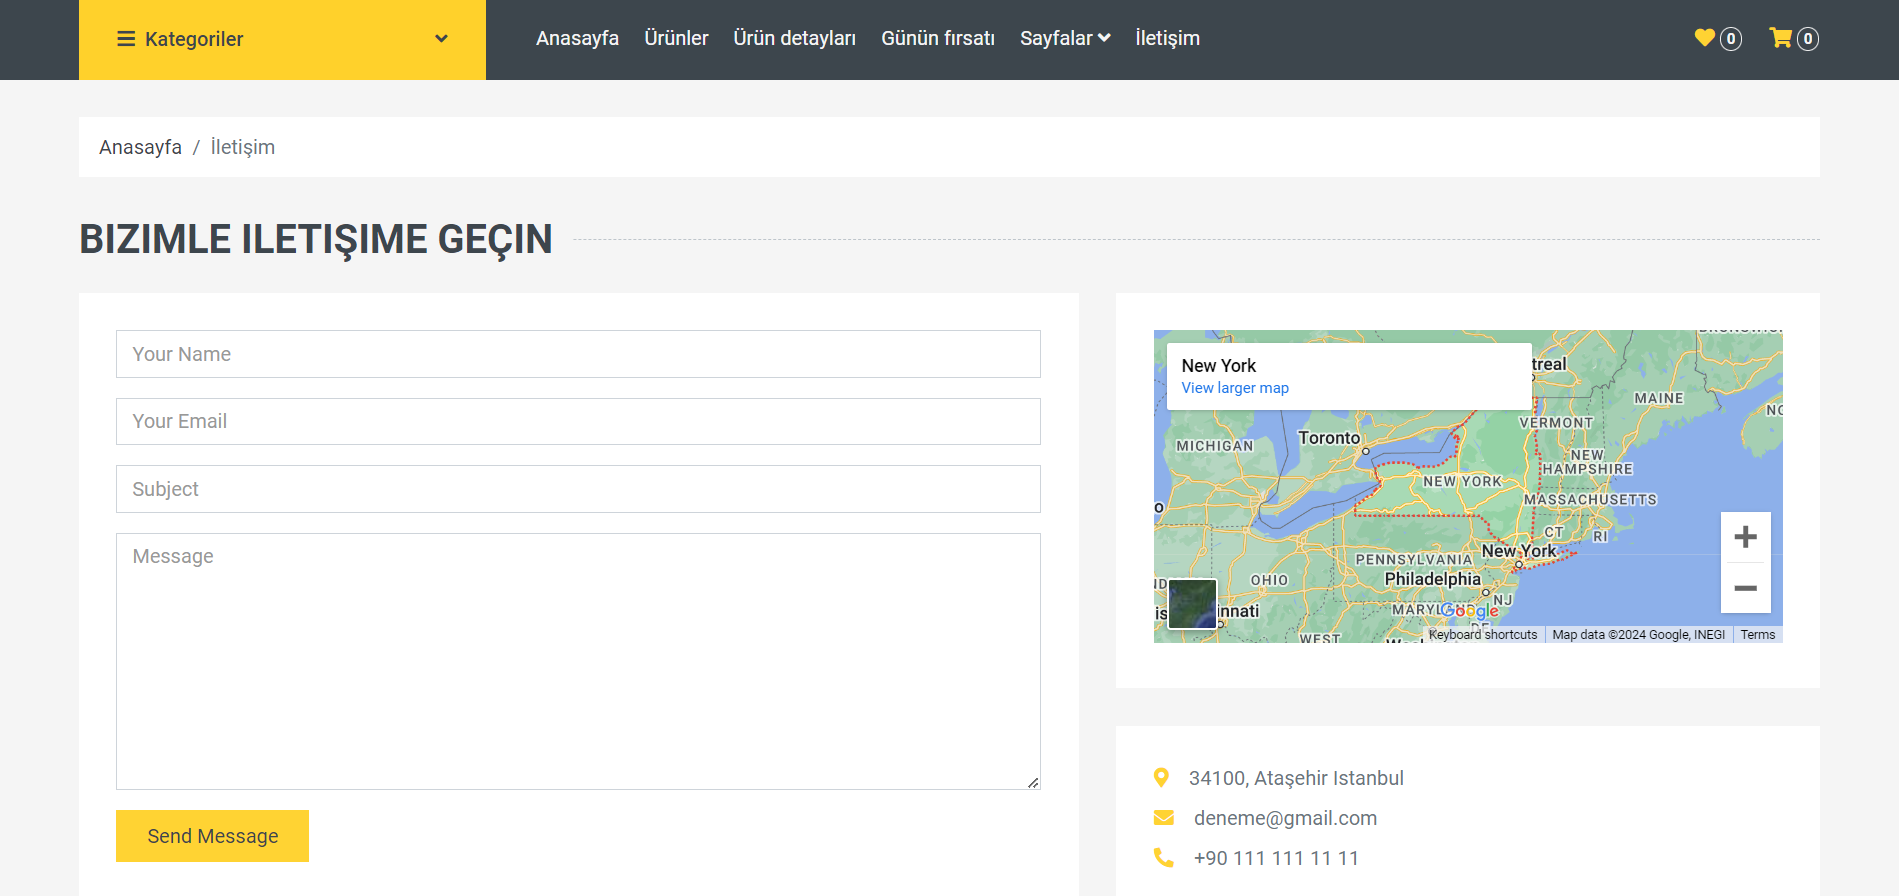 Kategoriler
Anasayfa Ürünler Ürün detayları Günün fırsatı Sayfalar İletişim
0 0
Anasayfa / İletişim
BIZIMLE ILETIŞIME GEÇIN
Your Name
Your Email
Subject
Message
Send Message
New York
View larger map
treal
MAINE
VERMONT
Toronto
MICHIGAN
NEW
HAMPSHIRE
NEW YORK
MASSACHUSETTS
CT
RI
New York
PENNSYLVANIA
OHIO
Philadelphia
NJ
MARYL
Google
innati
WEST
DE
Keyboard shortcuts Map data ©2024 Google, INEGI Terms
34100, Ataşehir Istanbul
deneme@gmail.com
+90 111 111 11 11